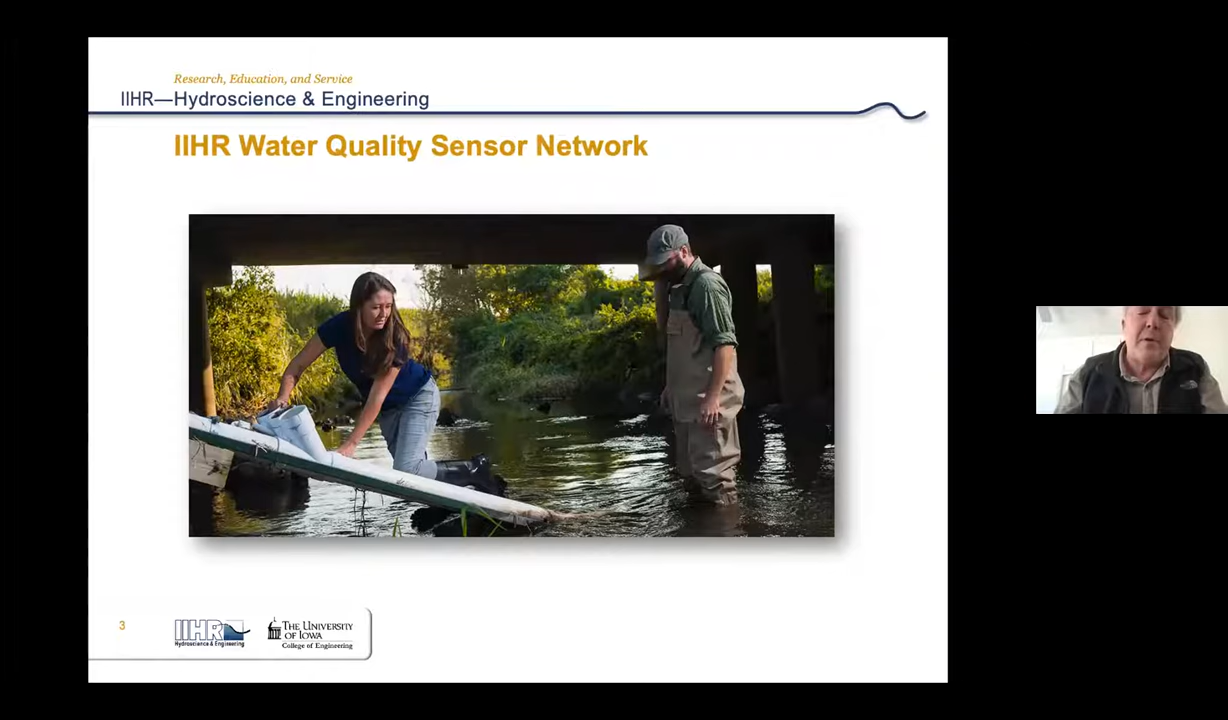 Research, Education, and Service
IIHR—Hydroscience & Engineering
IIHR Water Quality Sensor Network
3
IIHR
Hydroscience & Engineering
THE UNIVERSITY
OF IOWA
College of Engineering